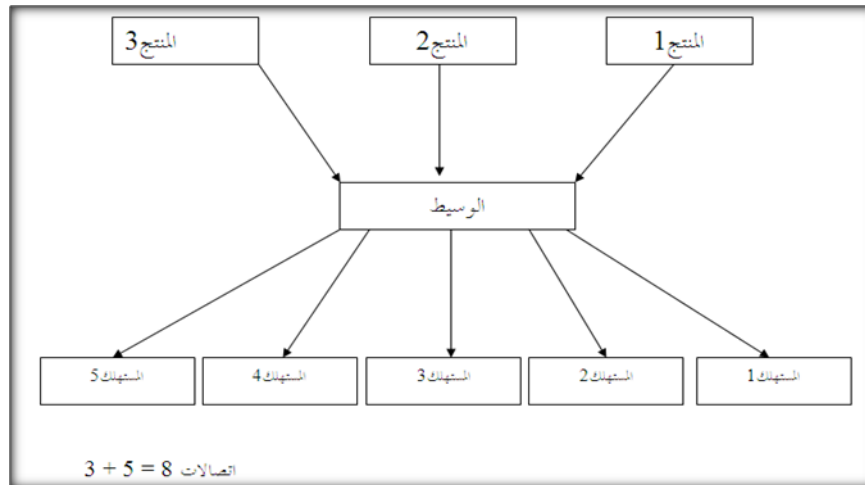 المنتج1
المنتج2
المنتج3
الوسيط
المستهلك1
المستهلك2
المستهلك3
المستهلك4
المستهلك5
3 + 5 = 8 اتصالات